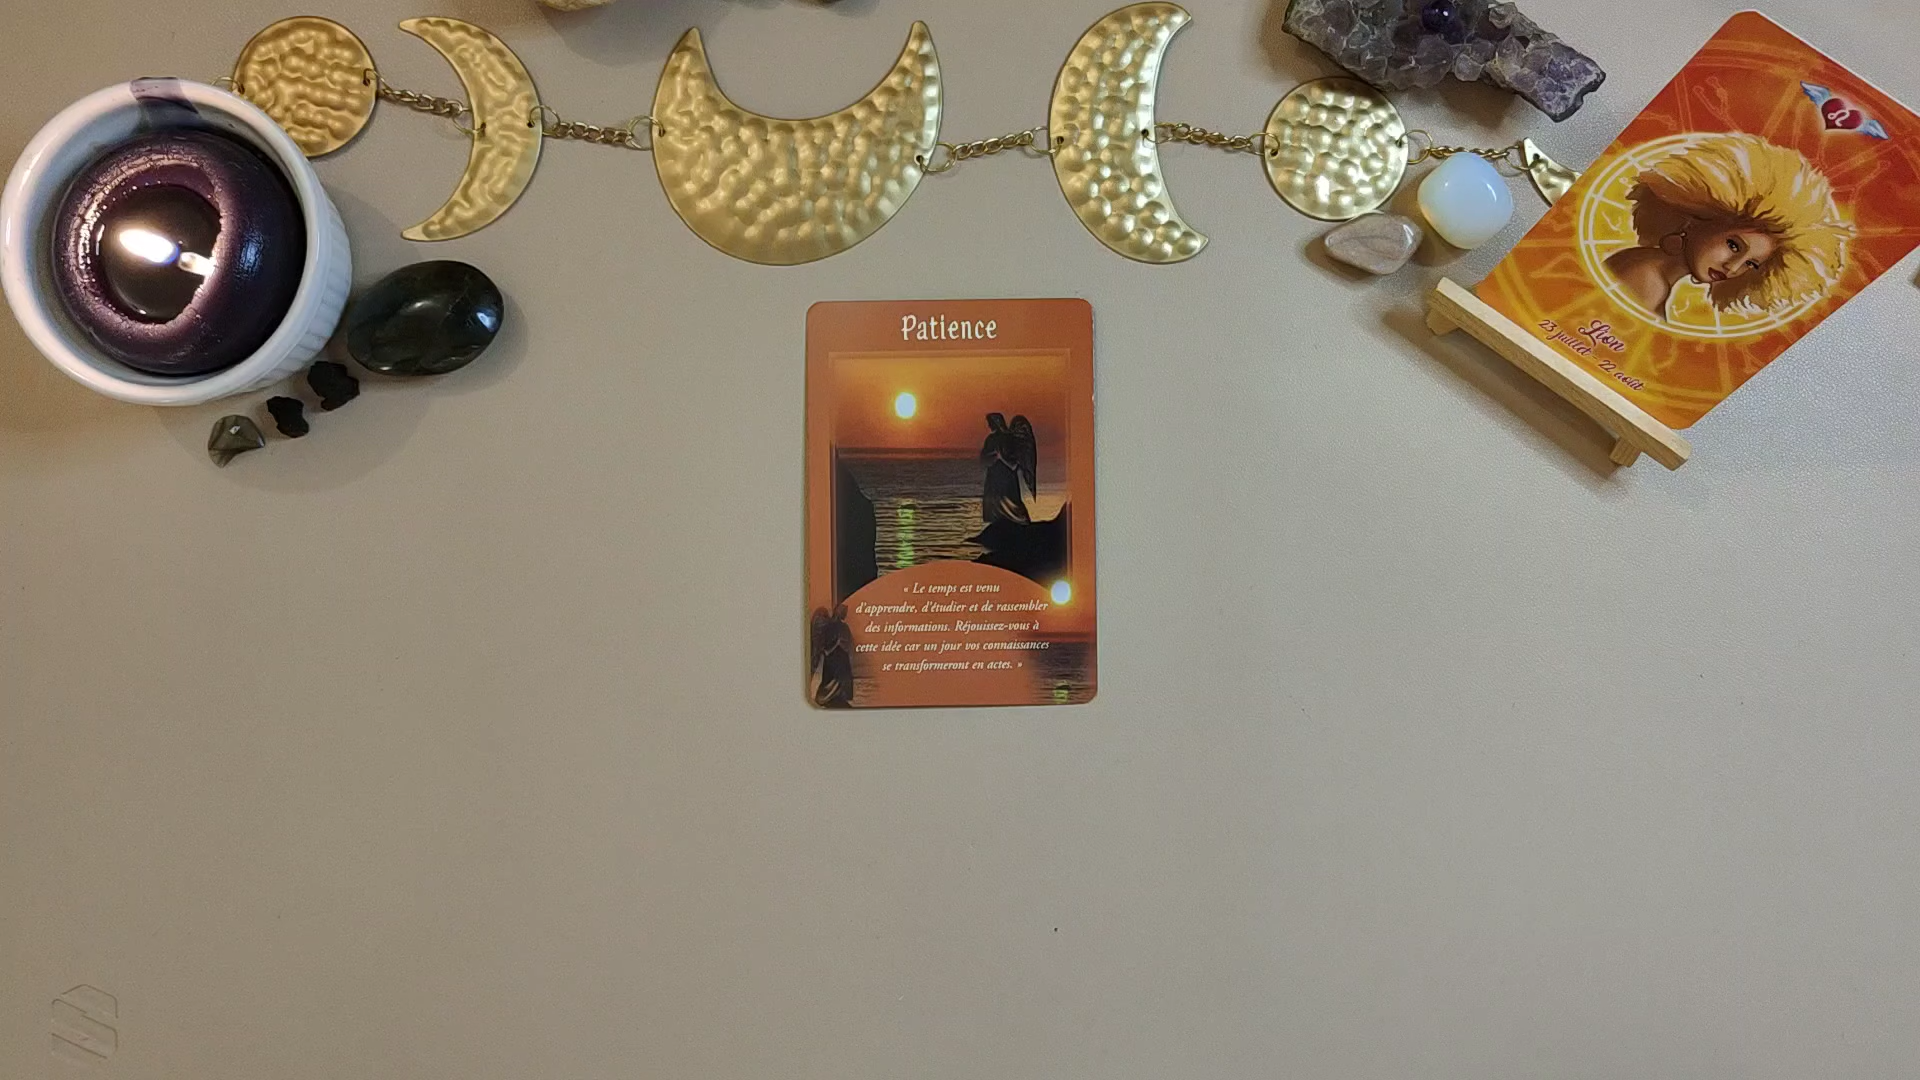 Patience
« Le temps est venu
d'apprendre, d'étudier et de rassembler
des informations. Réjouissez-vous à
cette idée car un jour vos connaissances
se transformeront en actes. »
Lion
23 juillet - 22 août